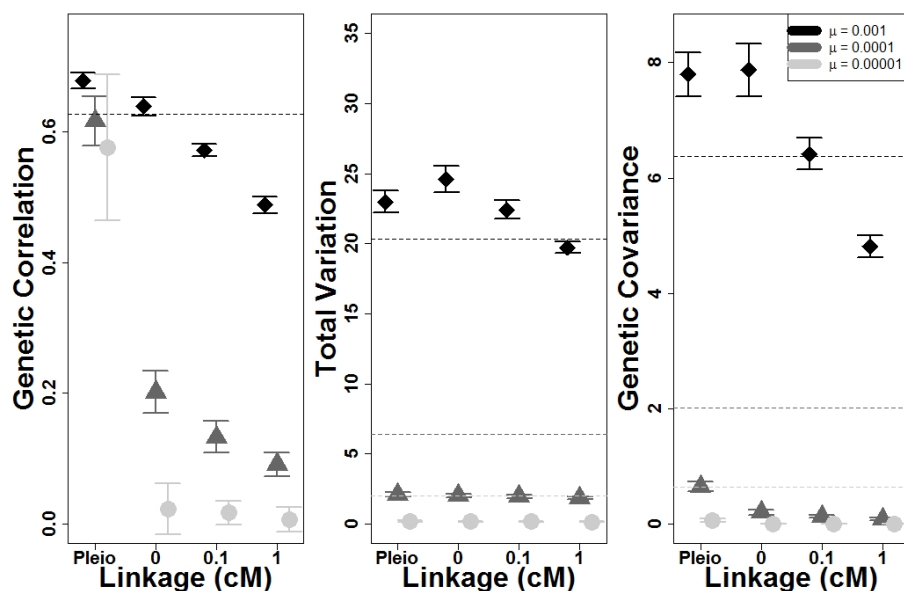 Genetic Correlation
0.6
0.4
0.2
0.0
Pleio 0 0.1 1
Linkage (cM)
Total Variation
35
30
25
20
15
10
5
0
Pleio 0 0.1 1
Linkage (cM)
Genetic Covariance
8
6
4
2
0
Pleio 0 0.1 1
Linkage (cM)
μ = 0.001
μ = 0.0001
μ = 0.00001